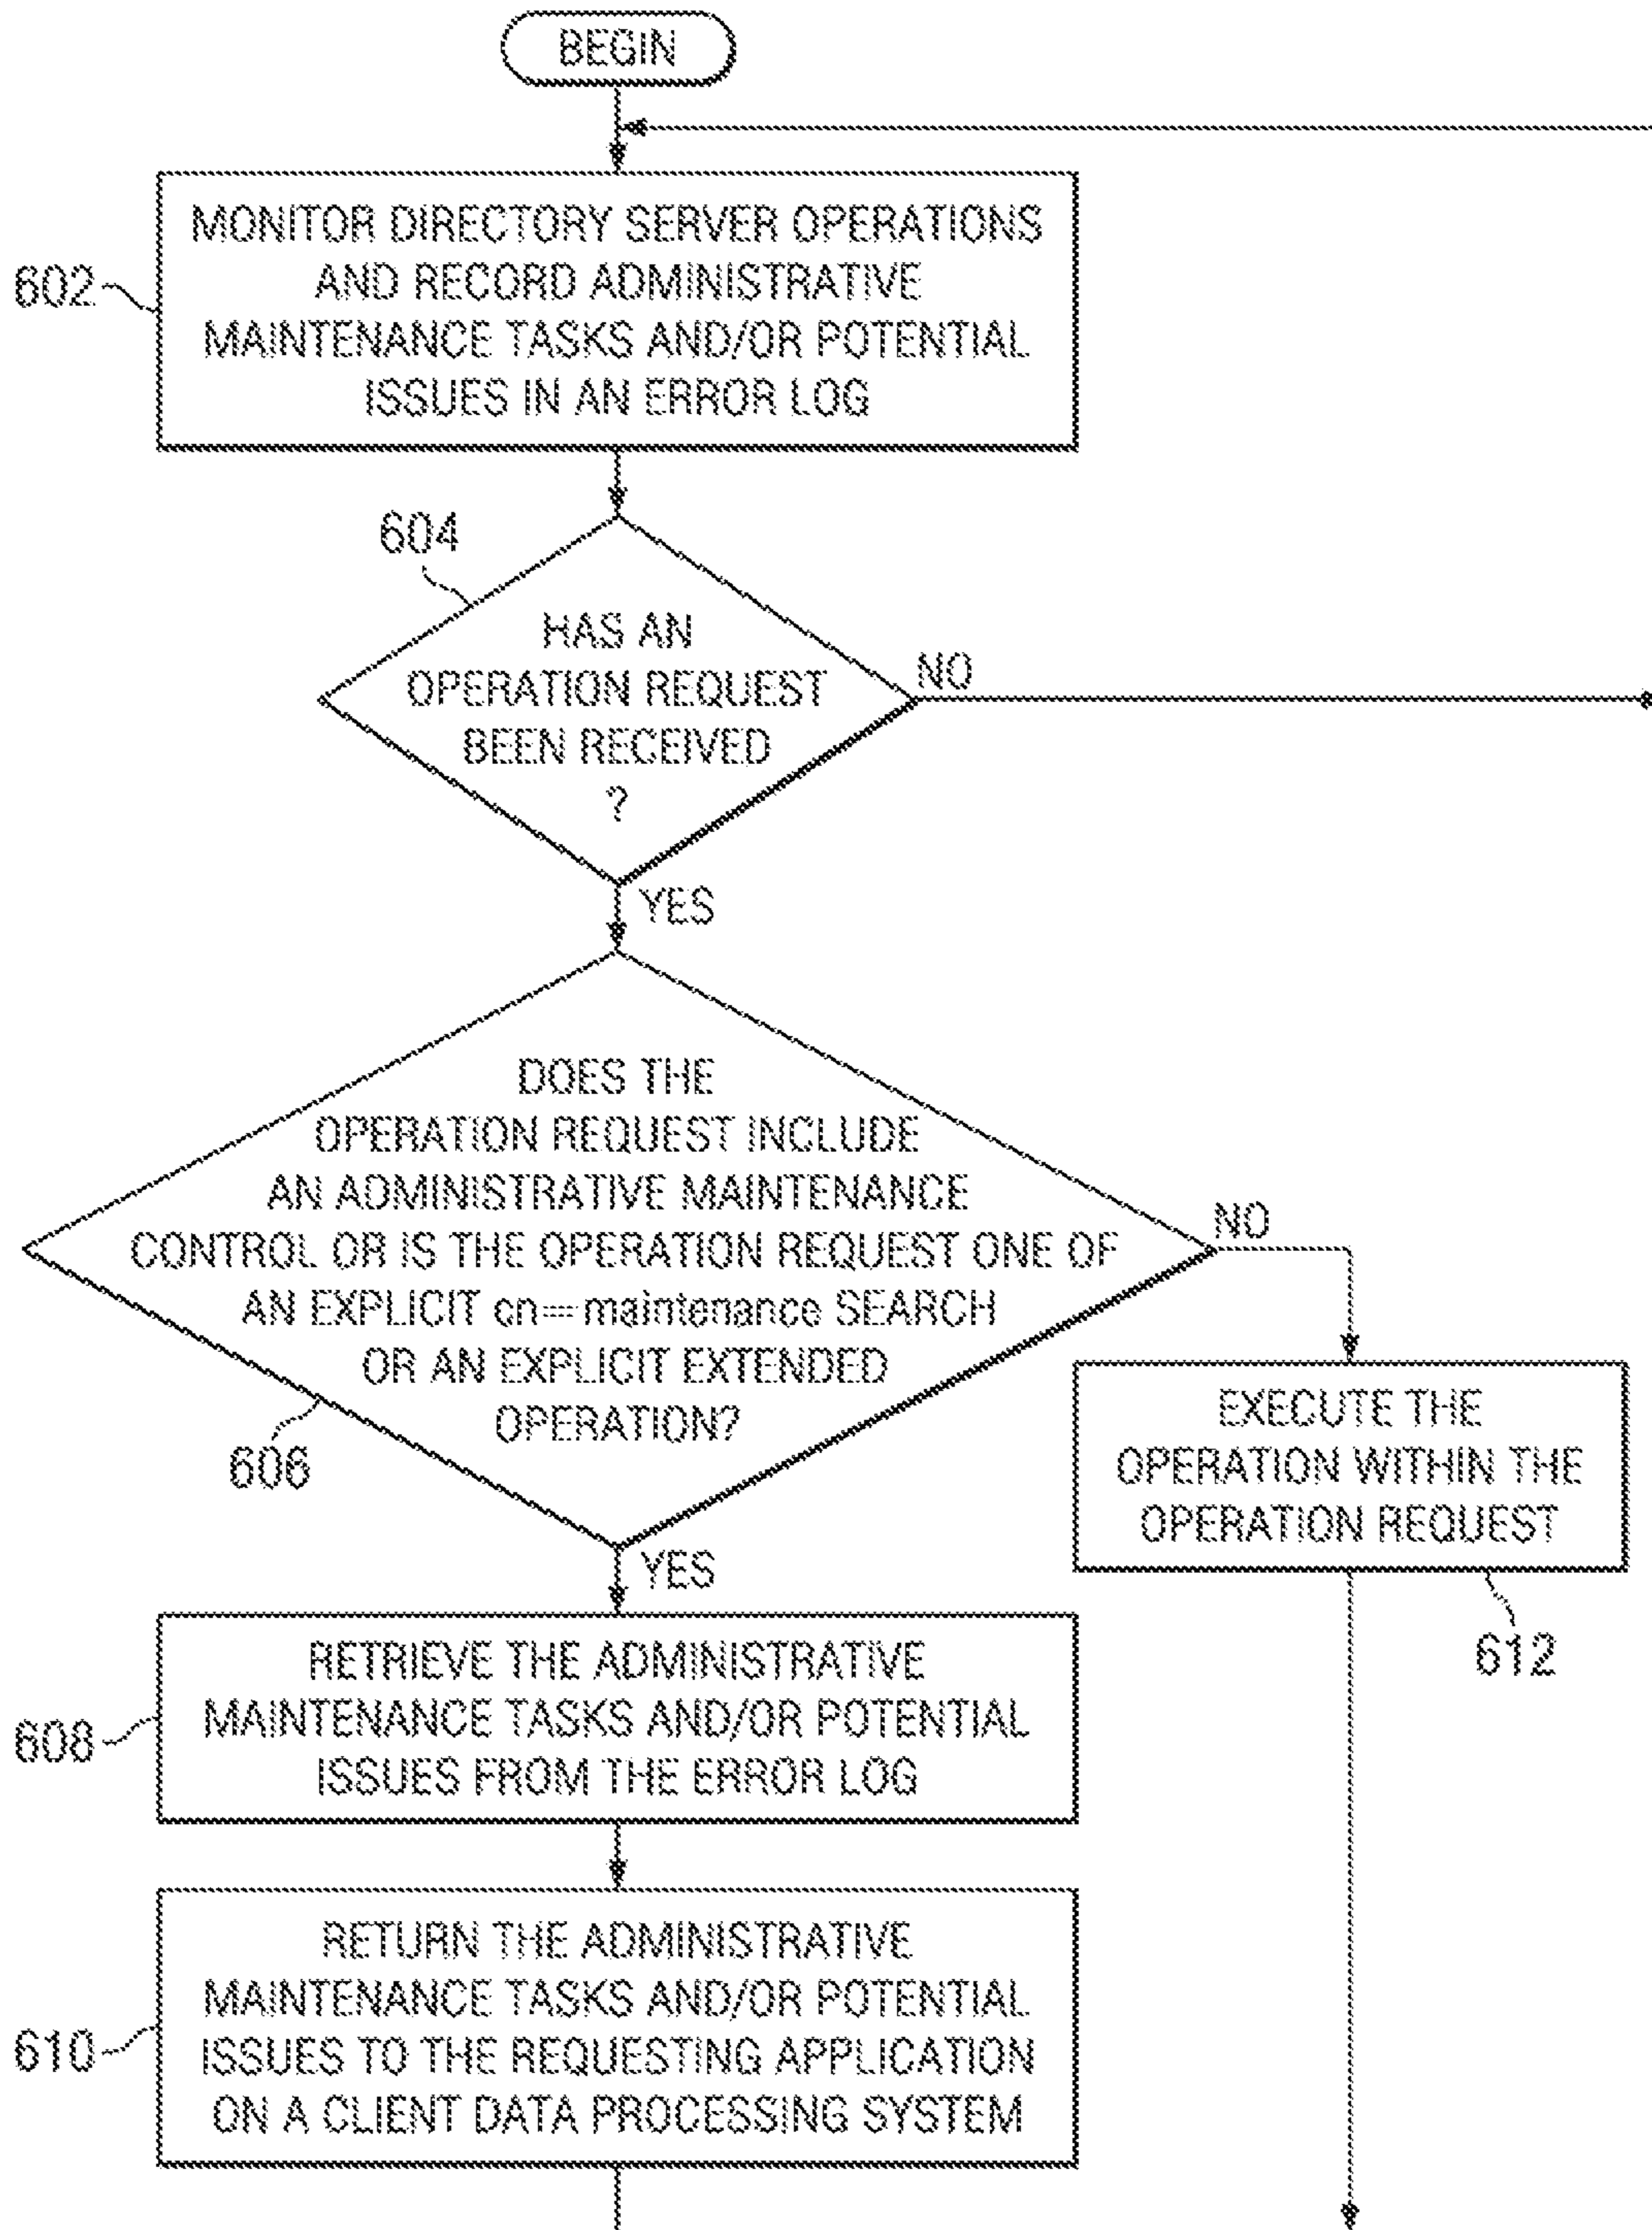 BEGIN
602
MONITOR DIRECTORY SERVER OPERATIONS
AND RECORD ADMINISTRATIVE
MAINTENANCE TASKS AND/OR POTENTIAL
ISSUES IN AN ERROR LOG
604
HAS AN
OPERATION REQUEST
BEEN RECEIVED
?
NO
YES
DOES THE
OPERATION REQUEST INCLUDE
AN ADMINISTRATIVE MAINTENANCE
CONTROL OR IS THE OPERATION REQUEST ONE OF
AN EXPLICIT cn==maintenance SEARCH
OR AN EXPLICIT EXTENDED
OPERATION?
606
NO
YES
EXECUTE THE
OPERATION WITHIN THE
OPERATION REQUEST
612
608
RETRIEVE THE ADMINISTRATIVE
MAINTENANCE TASKS AND/OR POTENTIAL
ISSUES FROM THE ERROR LOG
610
RETURN THE ADMINISTRATIVE
MAINTENANCE TASKS AND/OR POTENTIAL
ISSUES TO THE REQUESTING APPLICATION
ON A CLIENT DATA PROCESSING SYSTEM